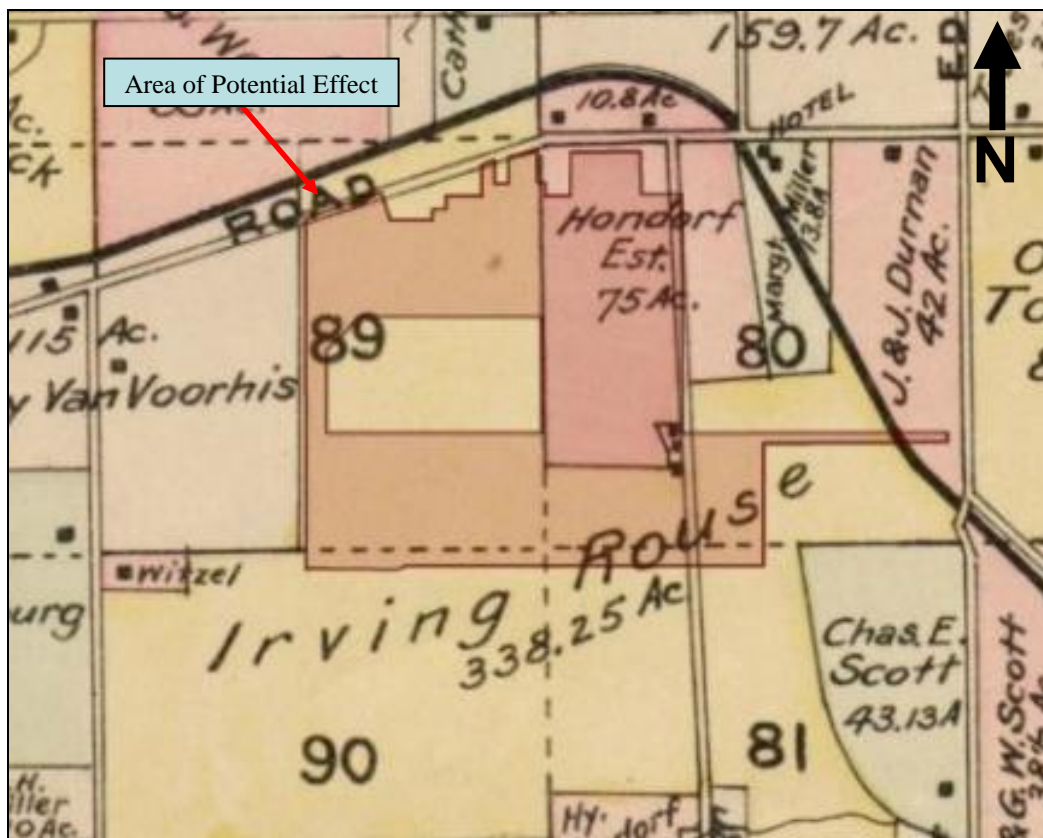 159.7 Ac.
Area of Potential Effect
10.8 Ac
HOTEL
N
ROAD
Hondorf
Est.
75 Ac.
Margt. Miller
13.8 A
J. & J. Durnan
42 Ac.
89
80
115 Ac.
Van Voorhis
Witzel
Irving Rouse
338.25 Ac
Chas. E.
Scott
43.13 A
G. W. Scott
90
81
Hy.